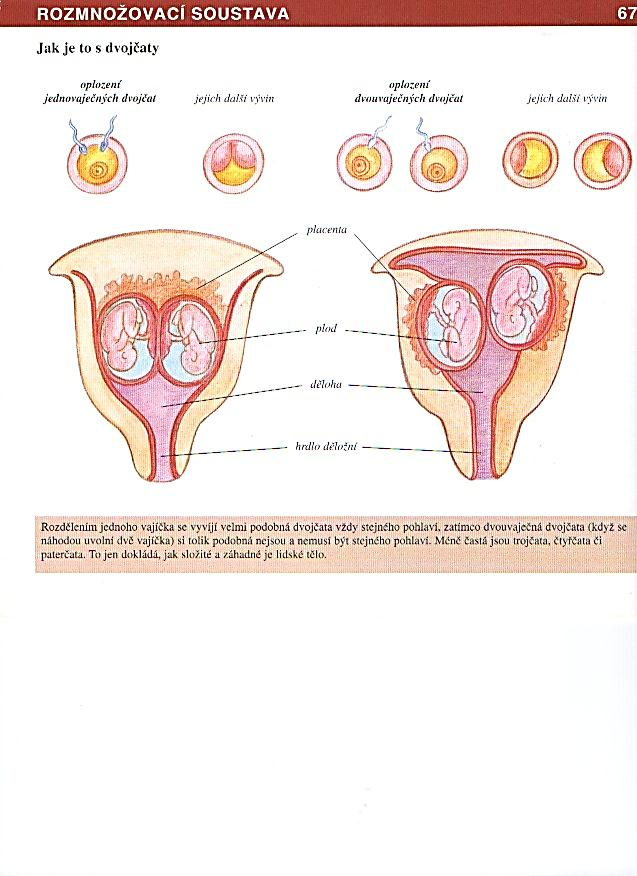 ROZMNOŽOVACÍ SOUSTAVA 67
Jak je to s dvojčaty
oplození
jednovaječných dvojčat
jejich další vývin
oplození
dvouvaječných dvojčat
jejich další vývin
placenta
plod
děloha
hrdlo děložní
Rozdělením jednoho vajíčka se vyvíjí velmi podobná dvojčata vždy stejného pohlaví, zatímco dvouvaječná dvojčata (když se
náhodou uvolní dvě vajíčka) si tolik podobná nejsou a nemusí být stejného pohlaví. Méně častá jsou trojčata, čtyřčata či
paterčata. To jen dokládá, jak složité a záhadné je lidské tělo.